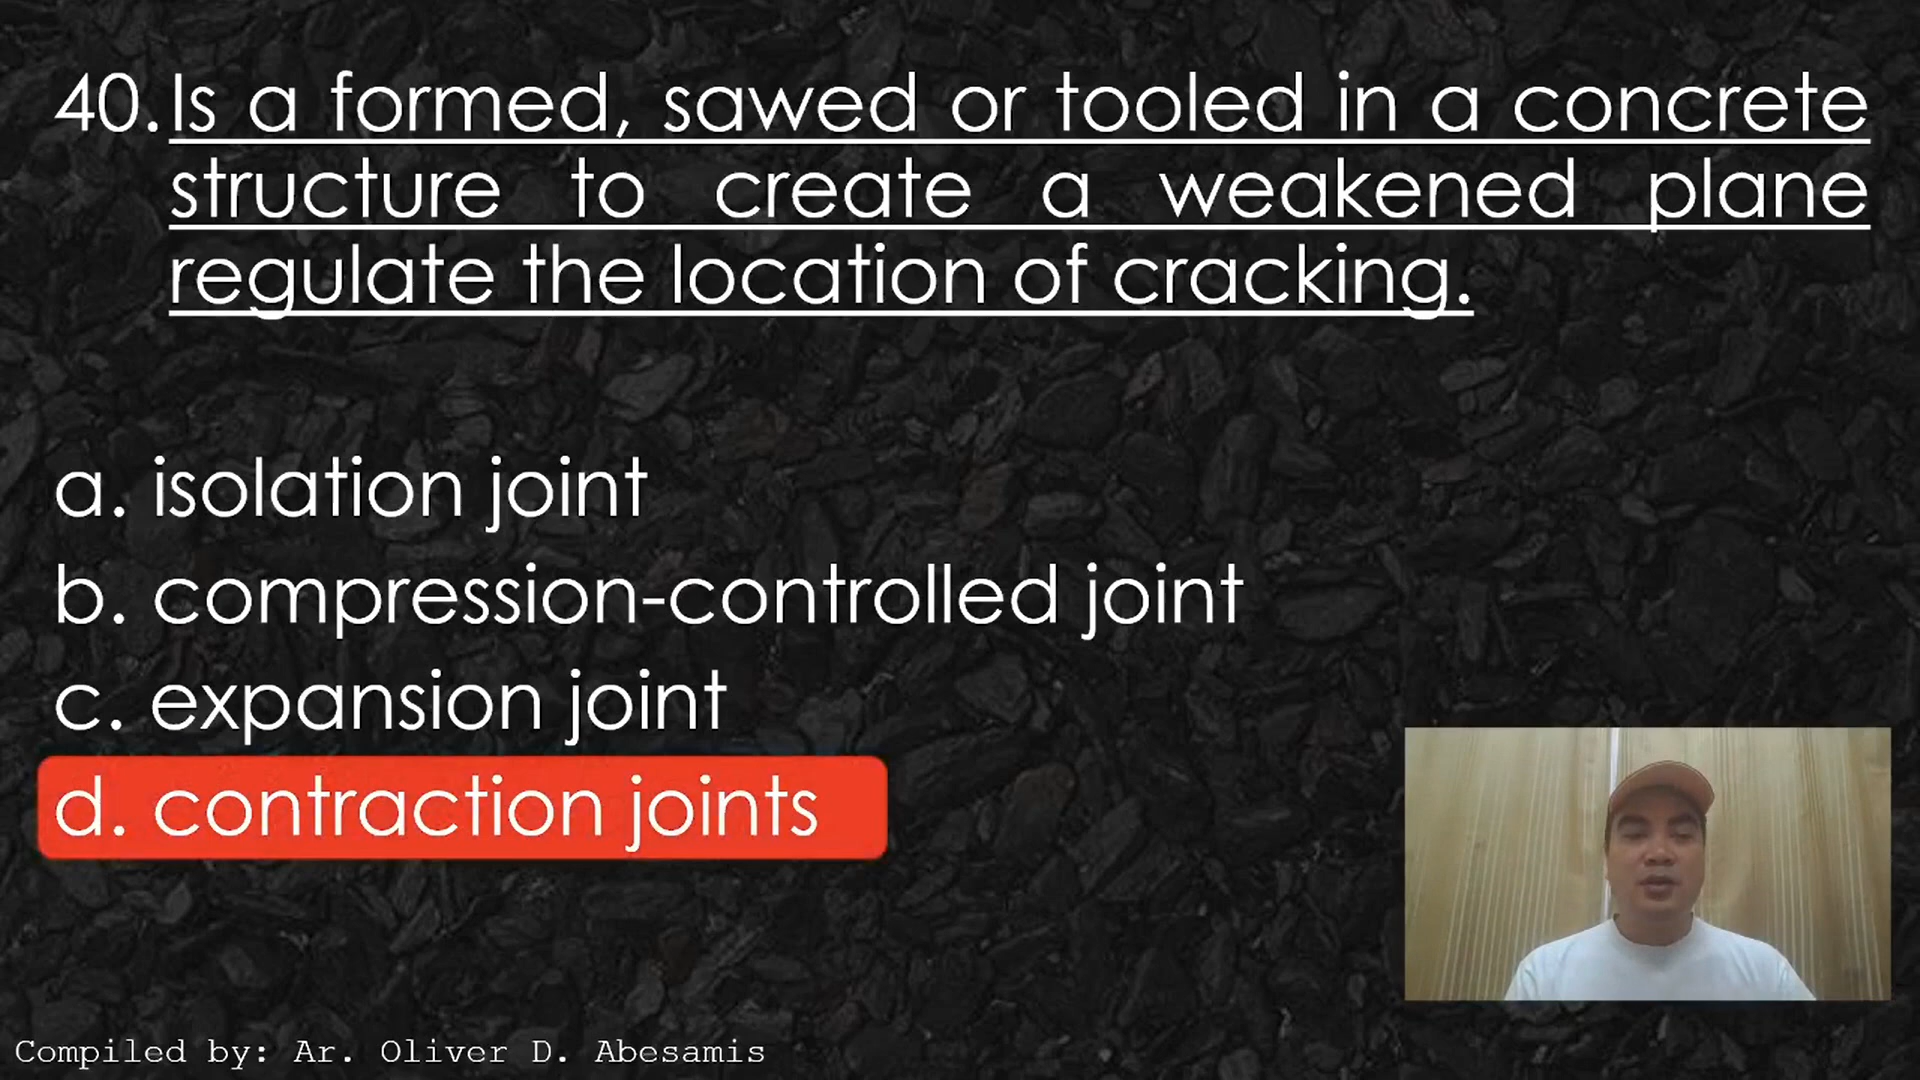 40. Is a formed, sawed or tooled in a concrete
structure to create a weakened plane
regulate the location of cracking.
a. isolation joint
b. compression-controlled joint
c. expansion joint
d. contraction joints
Compiled by: Ar. Oliver D. Abesamis